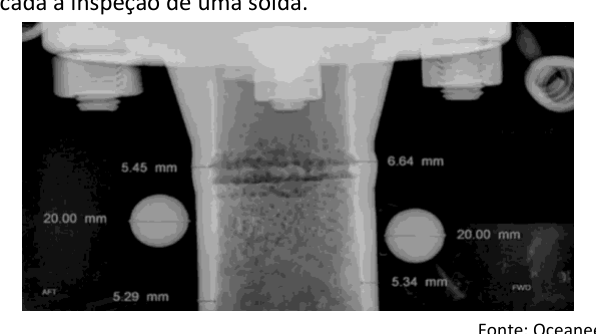 cada à inspeção de uma solda.
5.45 mm
6.64 mm
20.00 mm
20.00 mm
5.34 mm
AFT
FWD
5.29 mm
Fonte: Oceanee